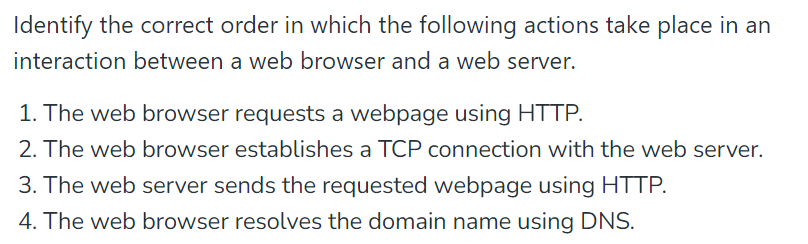 Identify the correct order in which the following actions take place in an
interaction between a web browser and a web server.
1. The web browser requests a webpage using HTTP.
2. The web browser establishes a TCP connection with the web server.
3. The web server sends the requested webpage using HTTP.
4. The web browser resolves the domain name using DNS.